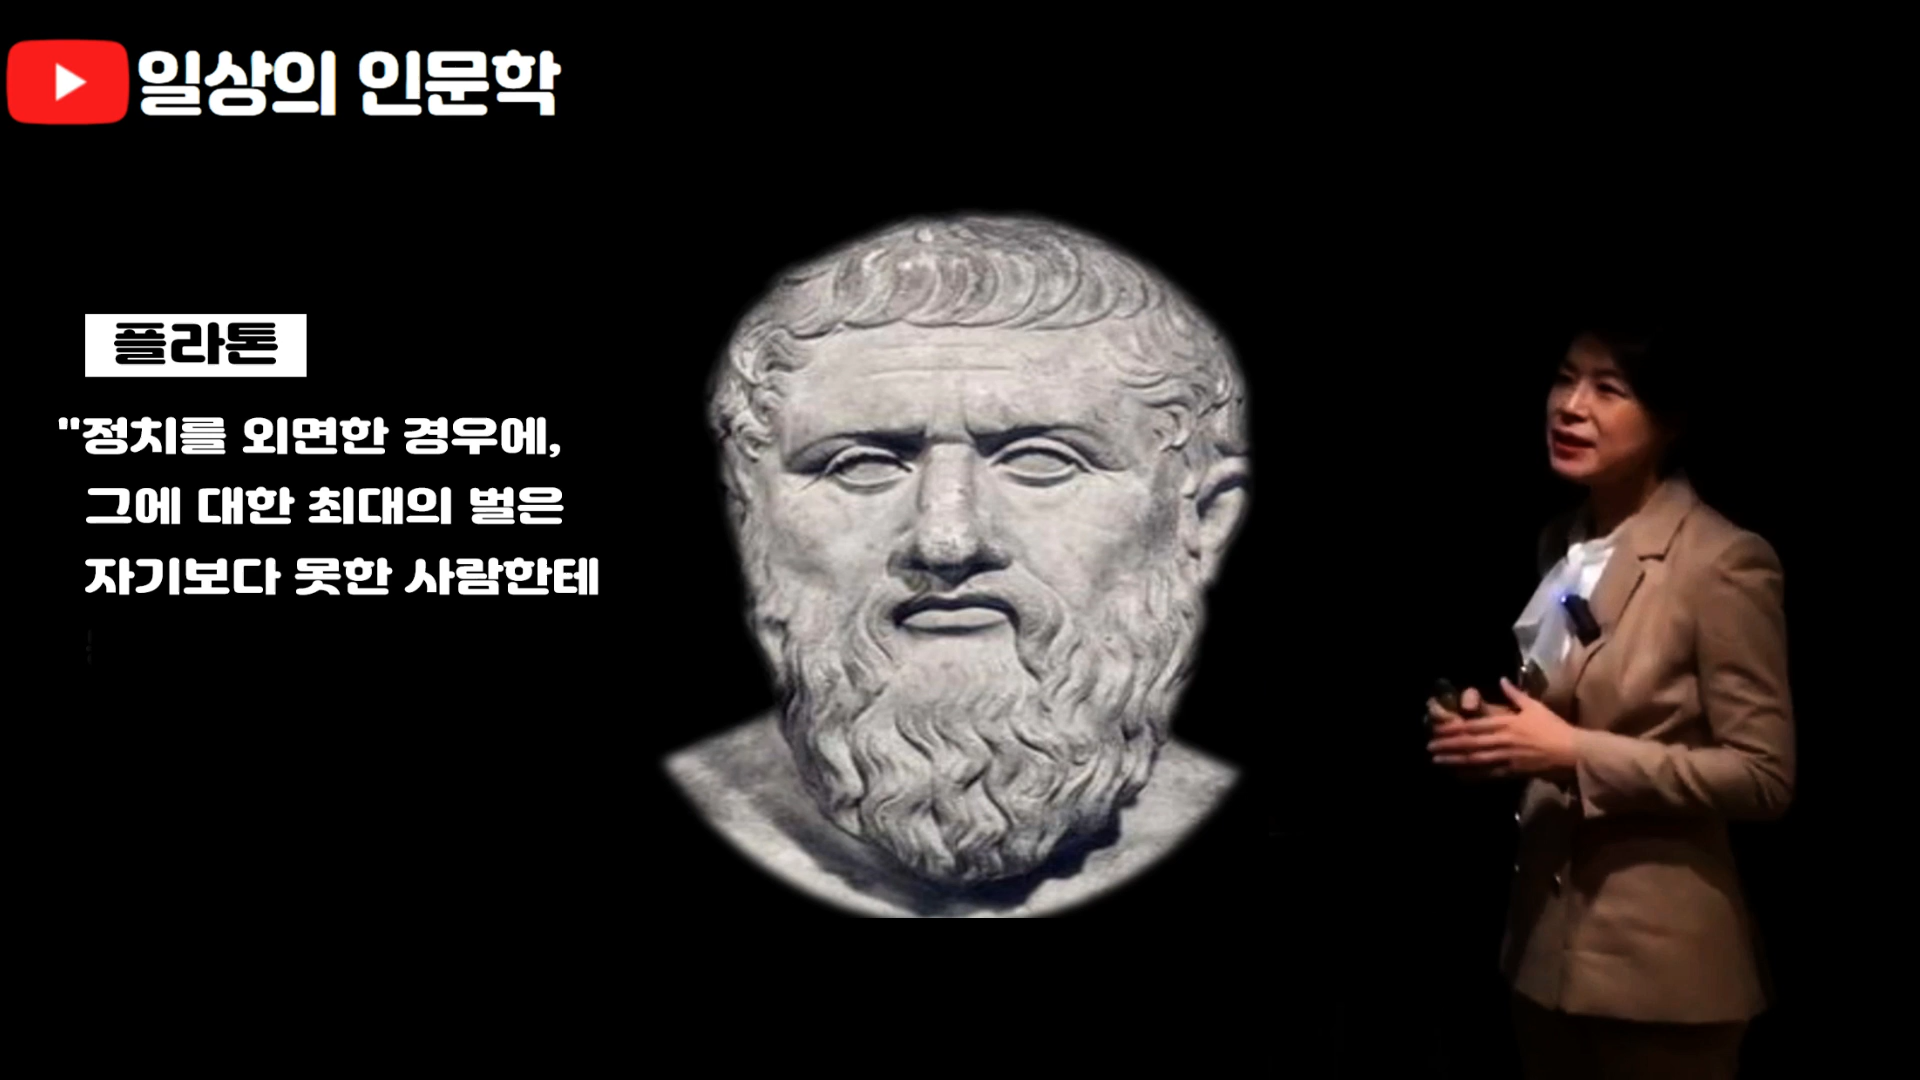 일상의 인문학
플라톤
"정치를 외면한 경우에,
그에 대한 최대의 벌은
자기보다 못한 사람한테